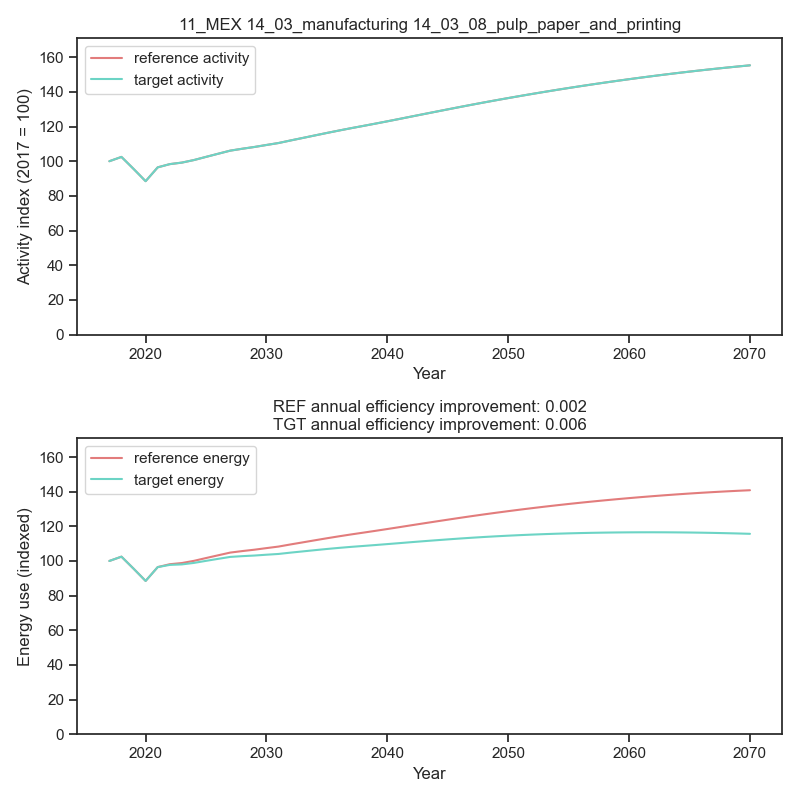 11_MEX 14_03_manufacturing 14_03_08_pulp_paper_and_printing
reference activity
target activity
Activity index (2017 = 100)
160
140
120
100
80
60
40
20
0
2020
2030
2040
2050
2060
2070
Year
REF annual efficiency improvement: 0.002
TGT annual efficiency improvement: 0.006
reference energy
target energy
Energy use (indexed)
160
140
120
100
80
60
40
20
0
2020
2030
2040
2050
2060
2070
Year